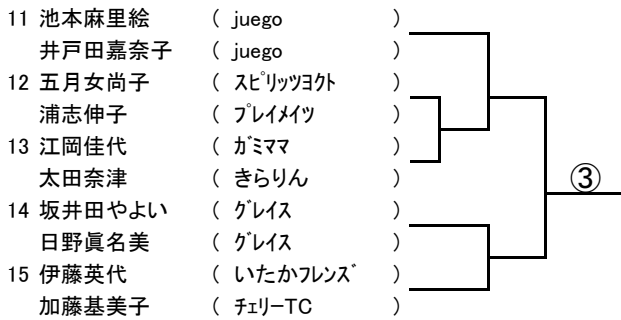 11 池本麻里絵 ( juego )
井戸田嘉奈子 ( juego )
12 五月女尚子 ( ｽﾋﾟﾘｯﾂﾖｸﾄ )
浦志伸子 ( ﾌﾟﾚｲﾒｲﾂ )
13 江岡佳代 ( ｶﾞﾐﾏﾏ )
太田奈津 ( きらりん )
③
14 坂井田やよい ( ｸﾞﾚｲｽ )
日野眞名美 ( ｸﾞﾚｲｽ )
15 伊藤英代 ( いたかﾌﾚﾝｽﾞ )
加藤基美子 ( ﾁｪﾘｰTC )